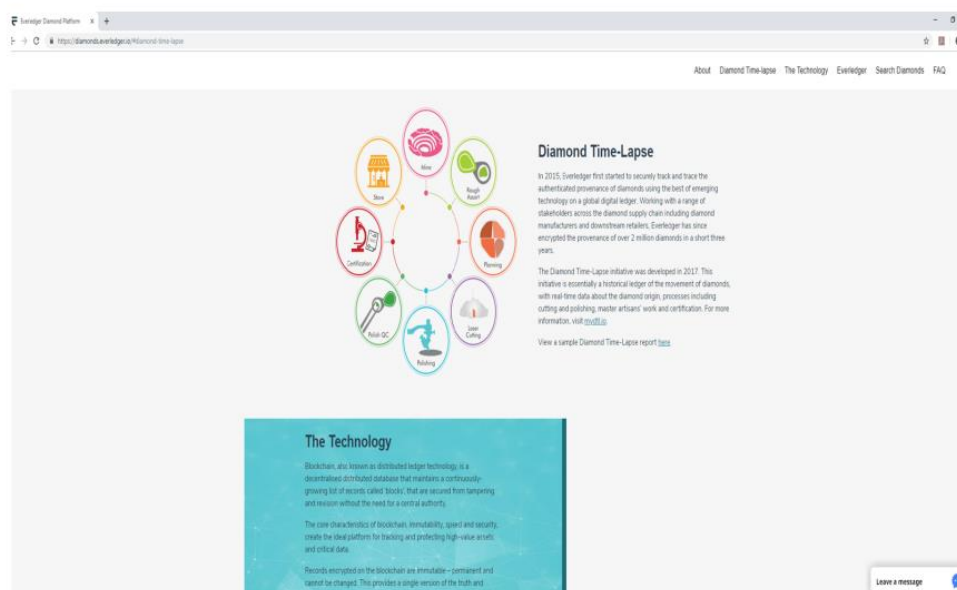 Everledger Diamond Platform
https://diamonds.everledger.io/#diamond-time-lapse
About Diamond Time-lapse The Technology Everledger Search Diamonds FAQ
Mine
Rough Assort
Planning
Laser Cutting
Polishing
Polish QC
Certification
Store
Diamond Time-Lapse
In 2015, Everledger first started to securely track and trace the
authenticated provenance of diamonds using the best of emerging
technology on a global digital ledger. Working with a range of
stakeholders across the diamond supply chain including diamond
manufacturers and downstream retailers, Everledger has since
encrypted the provenance of over 2 million diamonds in a short three
years.
The Diamond Time-Lapse initiative was developed in 2017. This
initiative is essentially a historical ledger of the movement of diamonds,
with real-time data about the diamond origin, processes including
cutting and polishing, master artisans' work and certification. For more
information, visit mydtl.io.
View a sample Diamond Time-Lapse report here
The Technology
Blockchain, also known as distributed ledger technology, is a
decentralised distributed database that maintains a continuously-
growing list of records called 'blocks', that are secured from tampering
and revision without the need for a central authority.
The core characteristics of blockchain, immutability, speed and security,
create the ideal platform for tracking and protecting high-value assets
and critical data.
Records encrypted on the blockchain are immutable – permanent and
cannot be changed. This provides a single version of the truth and
Leave a message